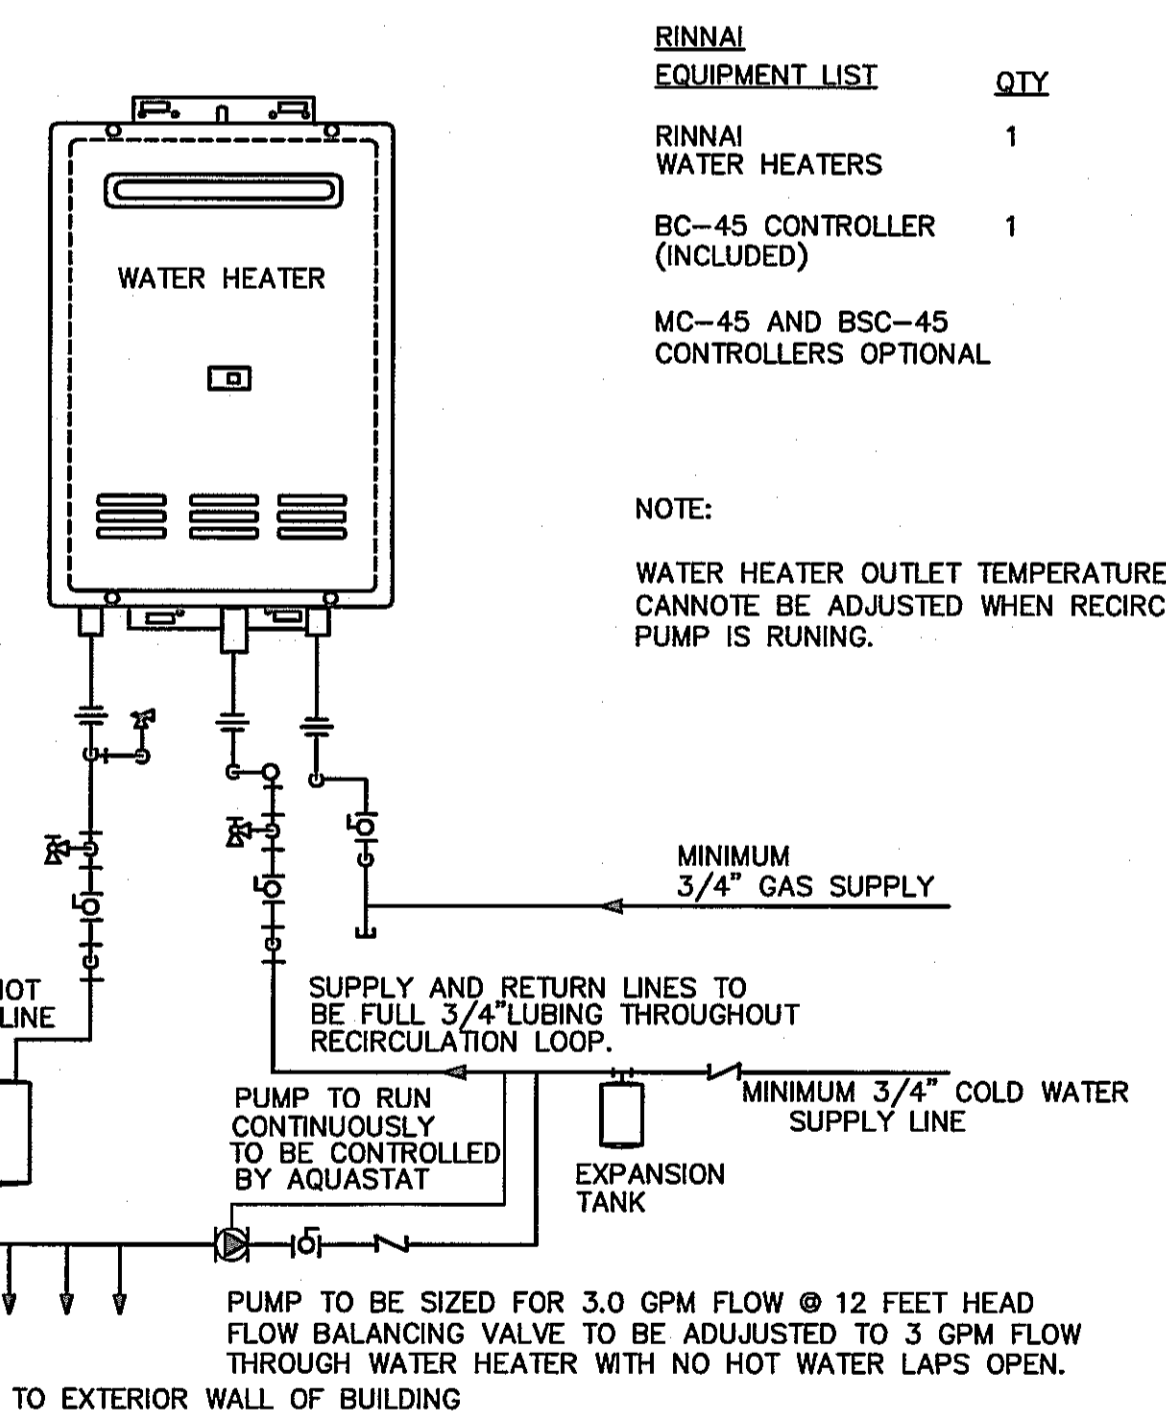 RINNAI
EQUIPMENT LIST QTY
RINNAI 1
WATER HEATERS
BC-45 CONTROLLER 1
(INCLUDED)
MC-45 AND BSC-45
CONTROLLERS OPTIONAL
WATER HEATER
NOTE:
WATER HEATER OUTLET TEMPERATURE
CANNOTE BE ADJUSTED WHEN RECIRC
PUMP IS RUNING.
MINIMUM
3/4" GAS SUPPLY
HOT
LINE
SUPPLY AND RETURN LINES TO
BE FULL 3/4"LUBING THROUGHOUT
RECIRCULATION LOOP.
MINIMUM 3/4" COLD WATER
SUPPLY LINE
PUMP TO RUN
CONTINUOUSLY
TO BE CONTROLLED
BY AQUASTAT
EXPANSION
TANK
PUMP TO BE SIZED FOR 3.0 GPM FLOW @ 12 FEET HEAD
FLOW BALANCING VALVE TO BE ADUJUSTED TO 3 GPM FLOW
THROUGH WATER HEATER WITH NO HOT WATER LAPS OPEN.
TO EXTERIOR WALL OF BUILDING